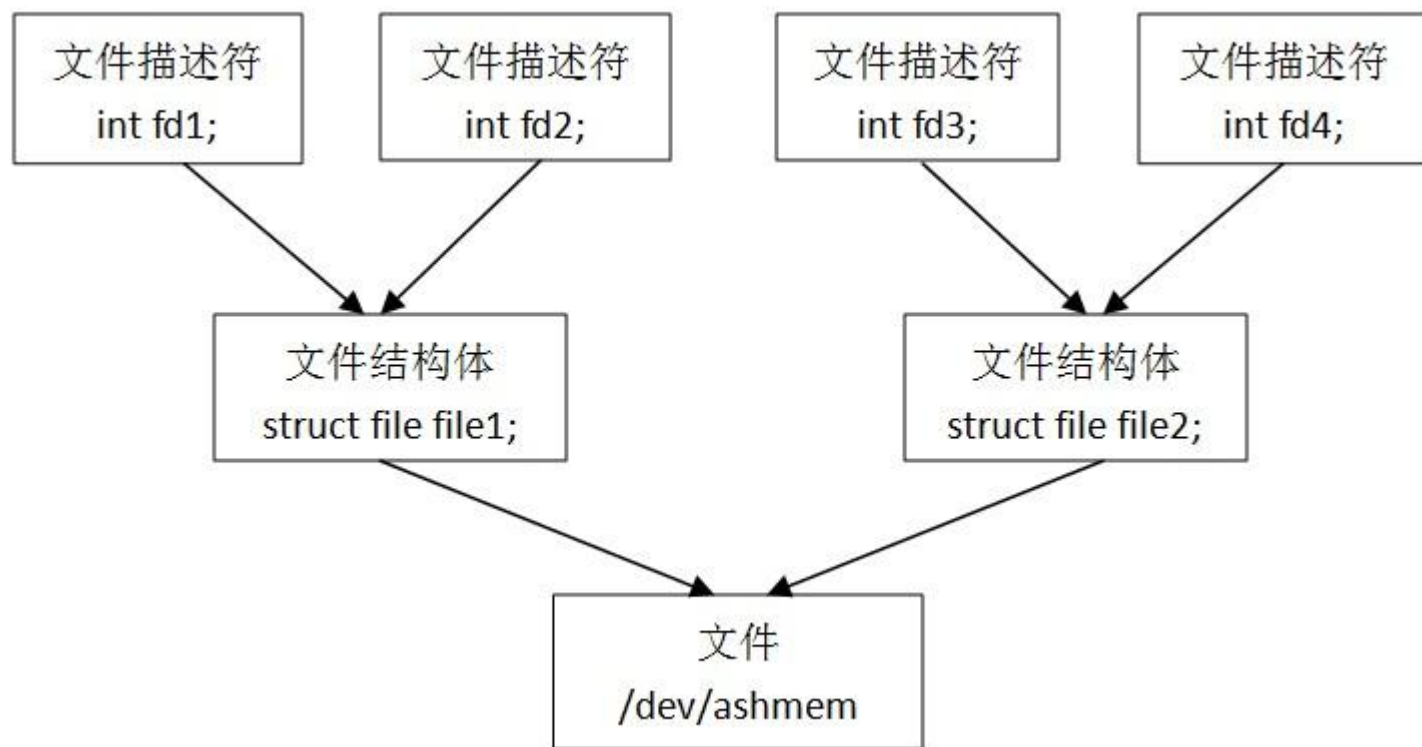 文件描述符
int fd1;
文件描述符
int fd2;
文件描述符
int fd3;
文件描述符
int fd4;
文件结构体
struct file file1;
文件结构体
struct file file2;
文件
/dev/ashmem